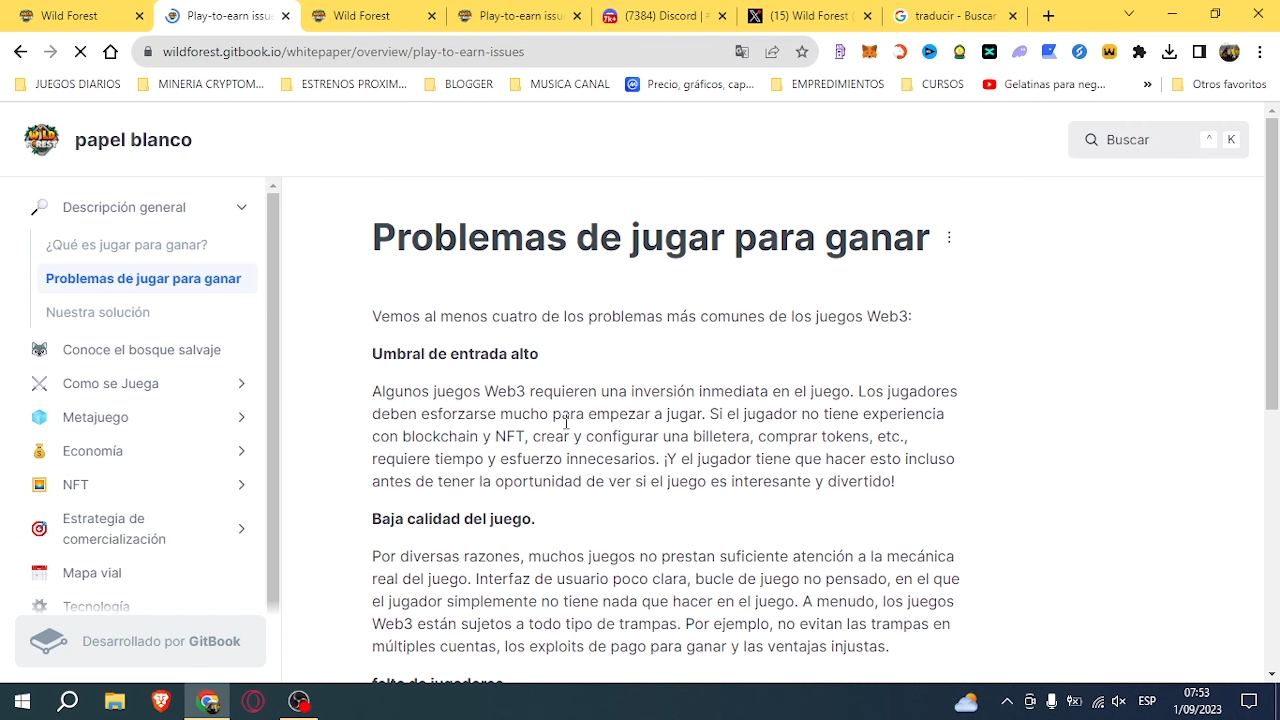 Wild Forest
Play-to-earn issu
Wild Forest
Play-to-earn issu
(7384) Discord |
(15) Wild Forest (
traducir - Buscar
wildforest.gitbook.io/whitepaper/overview/play-to-earn-issues
JUEGOS DIARIOS
MINERIA CRYPTOM...
ESTRENOS PROXIM...
BLOGGER
MUSICA CANAL
Precio, gráficos, cap...
EMPREDIMIENTOS
CURSOS
Gelatinas para neg...
»
Otros favoritos
WILD FOREST
papel blanco
Buscar
^ K
Descripción general
¿Qué es jugar para ganar?
Problemas de jugar para ganar
Nuestra solución
Conoce el bosque salvaje
Como se Juega
Metajuego
Economía
NFT
Estrategia de
comercialización
Mapa vial
Tecnología
Desarrollado por GitBook
Problemas de jugar para ganar
Vemos al menos cuatro de los problemas más comunes de los juegos Web3:
Umbral de entrada alto
Algunos juegos Web3 requieren una inversión inmediata en el juego. Los jugadores
deben esforzarse mucho para empezar a jugar. Si el jugador no tiene experiencia
con blockchain y NFT, crear y configurar una billetera, comprar tokens, etc.,
requiere tiempo y esfuerzo innecesarios. ¡Y el jugador tiene que hacer esto incluso
antes de tener la oportunidad de ver si el juego es interesante y divertido!
Baja calidad del juego.
Por diversas razones, muchos juegos no prestan suficiente atención a la mecánica
real del juego. Interfaz de usuario poco clara, bucle de juego no pensado, en el que
el jugador simplemente no tiene nada que hacer en el juego. A menudo, los juegos
Web3 están sujetos a todo tipo de trampas. Por ejemplo, no evitan las trampas en
múltiples cuentas, los exploits de pago para ganar y las ventajas injustas.
falta de jugadores
ESP
07:53
1/09/2023